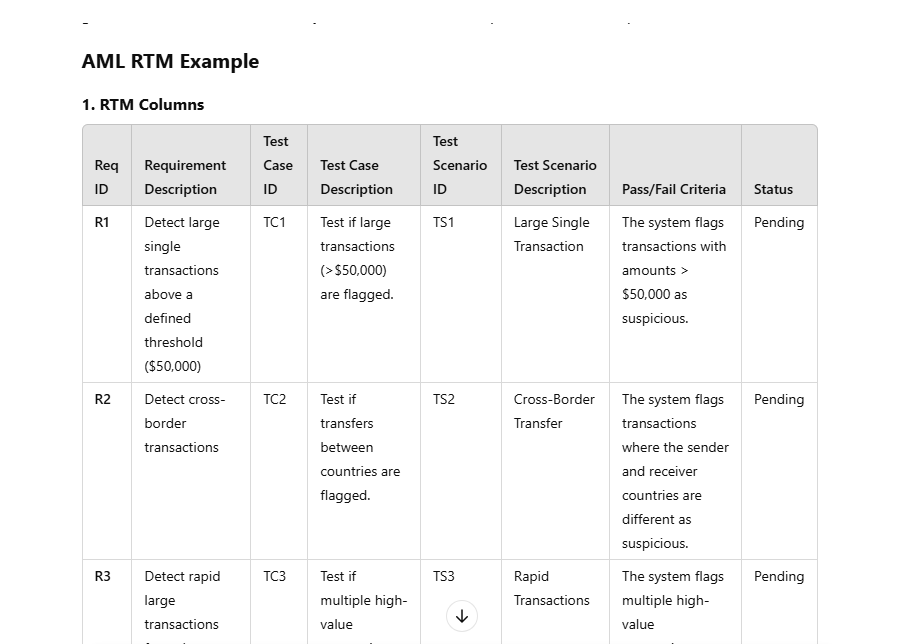 AML RTM Example
1. RTM Columns
Req ID | Requirement Description | Test Case ID | Test Case Description | Test Scenario ID | Test Scenario Description | Pass/Fail Criteria | Status
R1 | Detect large single transactions above a defined threshold ($50,000) | TC1 | Test if large transactions (>$50,000) are flagged. | TS1 | Large Single Transaction | The system flags transactions with amounts > $50,000 as suspicious. | Pending
R2 | Detect cross-border transactions | TC2 | Test if transfers between countries are flagged. | TS2 | Cross-Border Transfer | The system flags transactions where the sender and receiver countries are different as suspicious. | Pending
R3 | Detect rapid large transactions | TC3 | Test if multiple high-value | TS3 | Rapid Transactions | The system flags multiple high-value | Pending